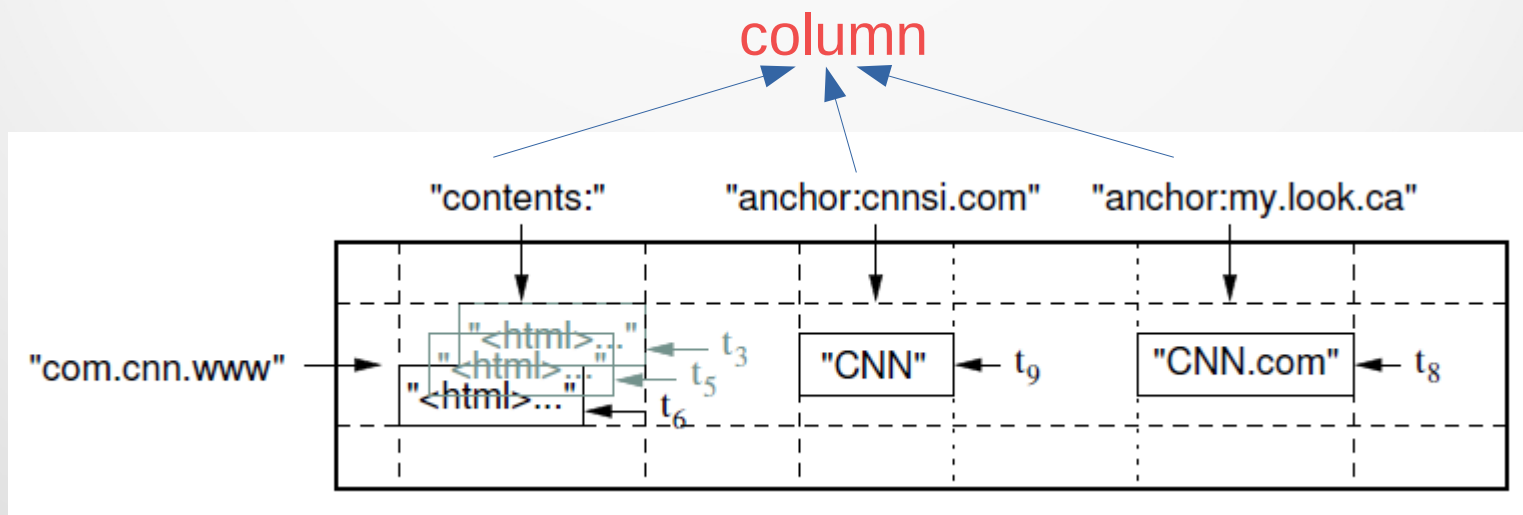 column
"contents:" "anchor:cnnsi.com" "anchor:my.look.ca"
"<html>..." t3
"com.cnn.www" "<html>..." t5 "CNN" t9 "CNN.com" t8
"<html>..." t6